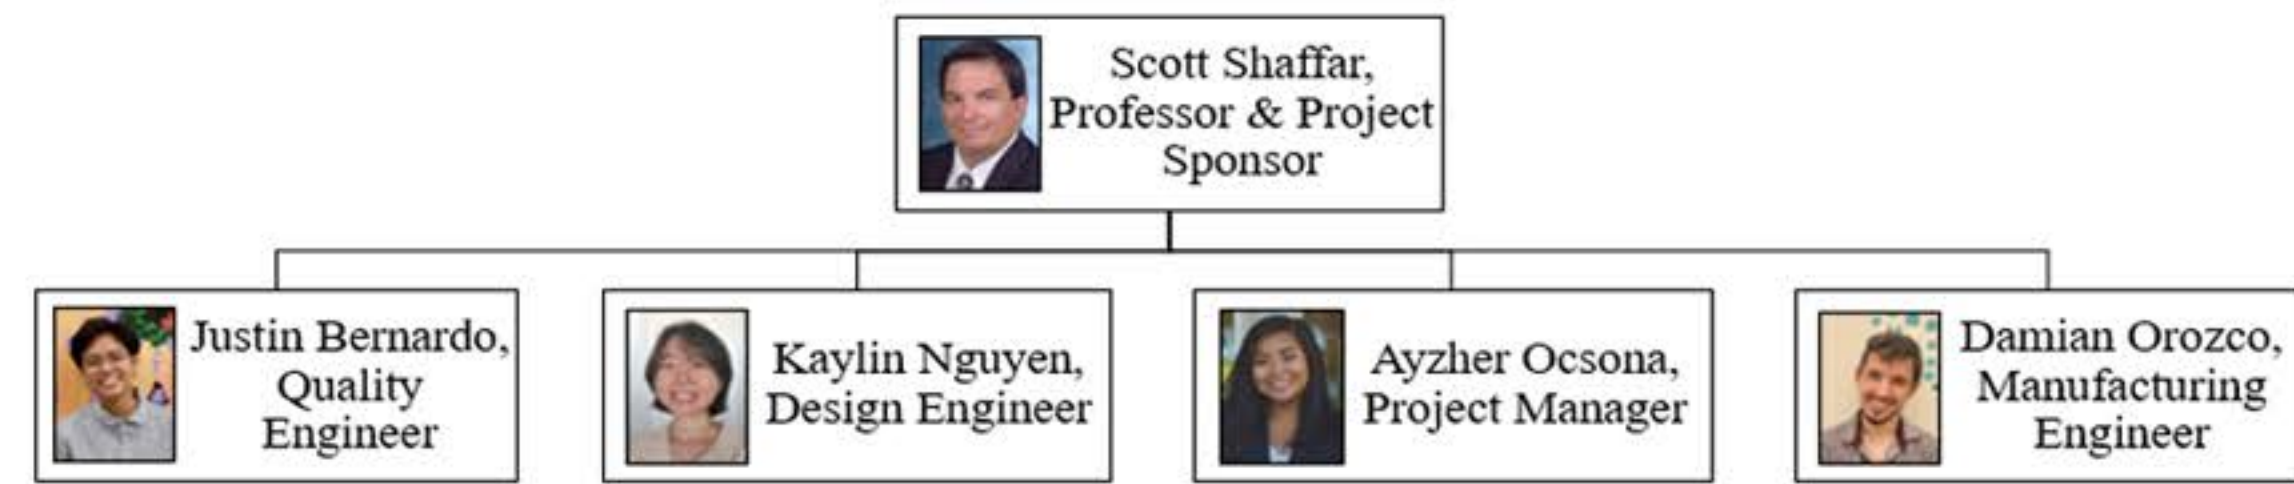 Scott Shaffar,
Professor & Project
Sponsor
Justin Bernardo,
Quality
Engineer
Kaylin Nguyen,
Design Engineer
Ayzher Ocsona,
Project Manager
Damian Orozco,
Manufacturing
Engineer